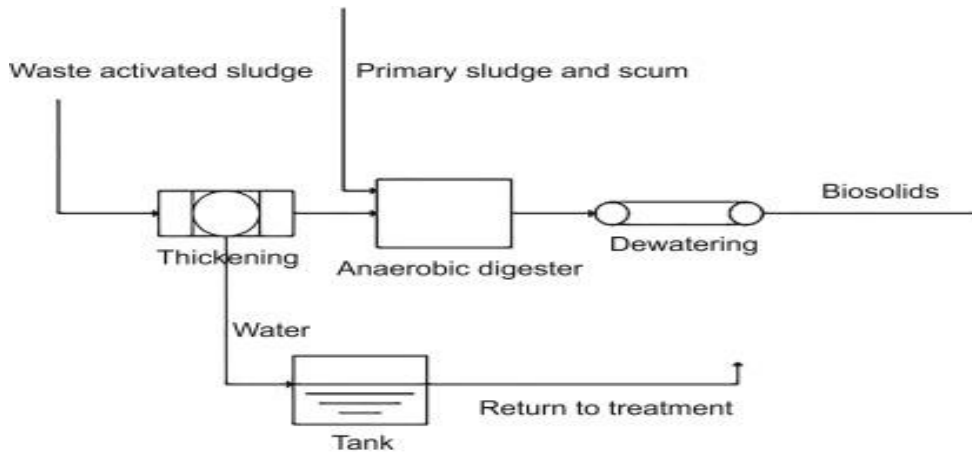 Waste activated sludge
Primary sludge and scum
Biosolids
Thickening
Anaerobic digester
Dewatering
Water
Return to treatment
Tank